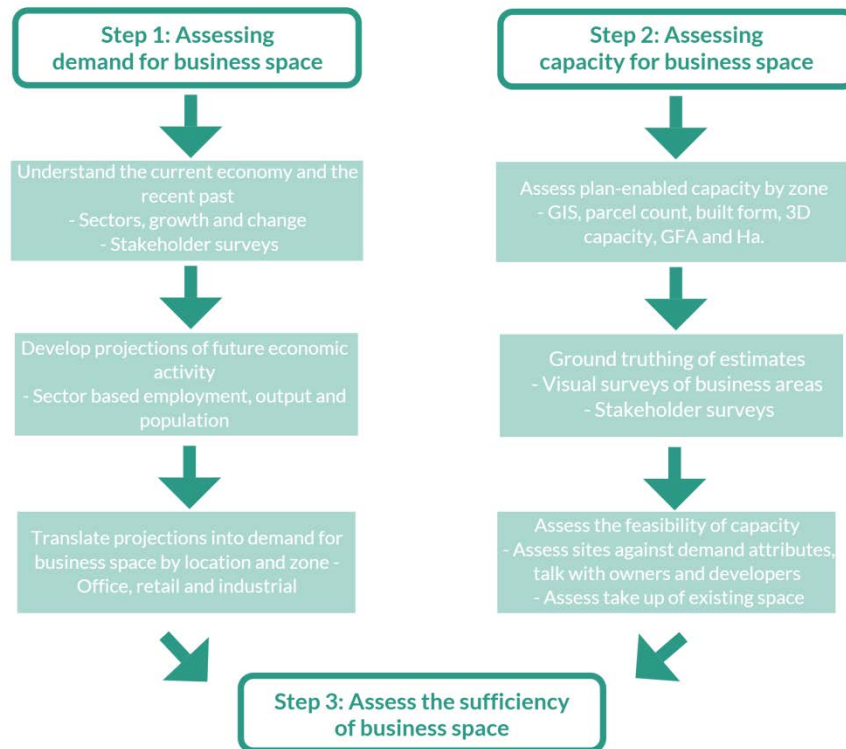 Step 1: Assessing
demand for business space
Understand the current economy and the
recent past
- Sectors, growth and change
- Stakeholder surveys
Develop projections of future economic
activity
- Sector based employment, output and
population
Translate projections into demand for
business space by location and zone -
Office, retail and industrial
Step 2: Assessing
capacity for business space
Assess plan-enabled capacity by zone
- GIS, parcel count, built form, 3D
capacity, GFA and Ha.
Ground truthing of estimates
- Visual surveys of business areas
- Stakeholder surveys
Assess the feasibility of capacity
- Assess sites against demand attributes,
talk with owners and developers
- Assess take up of existing space
Step 3: Assess the sufficiency
of business space